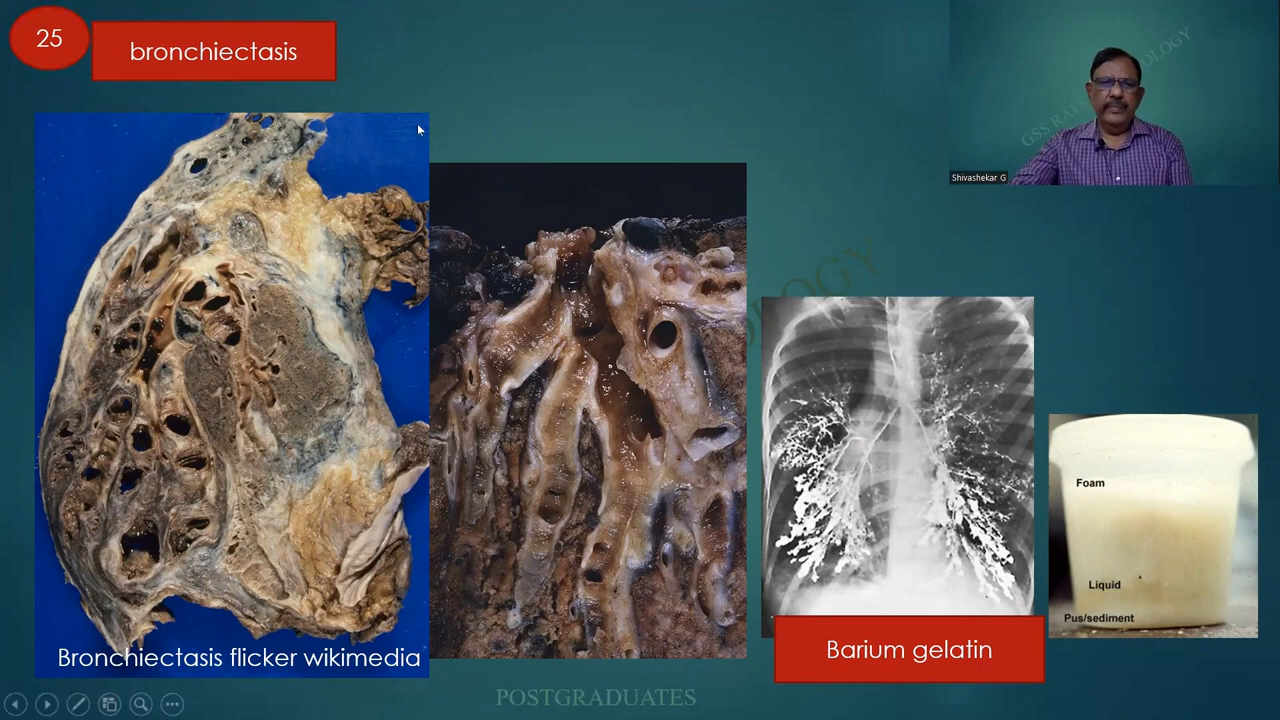 25
bronchiectasis
Shivashekar G
Foam
Liquid
Pus/sediment
Bronchiectasis flicker wikimedia
Barium gelatin
POSTGRADUATES